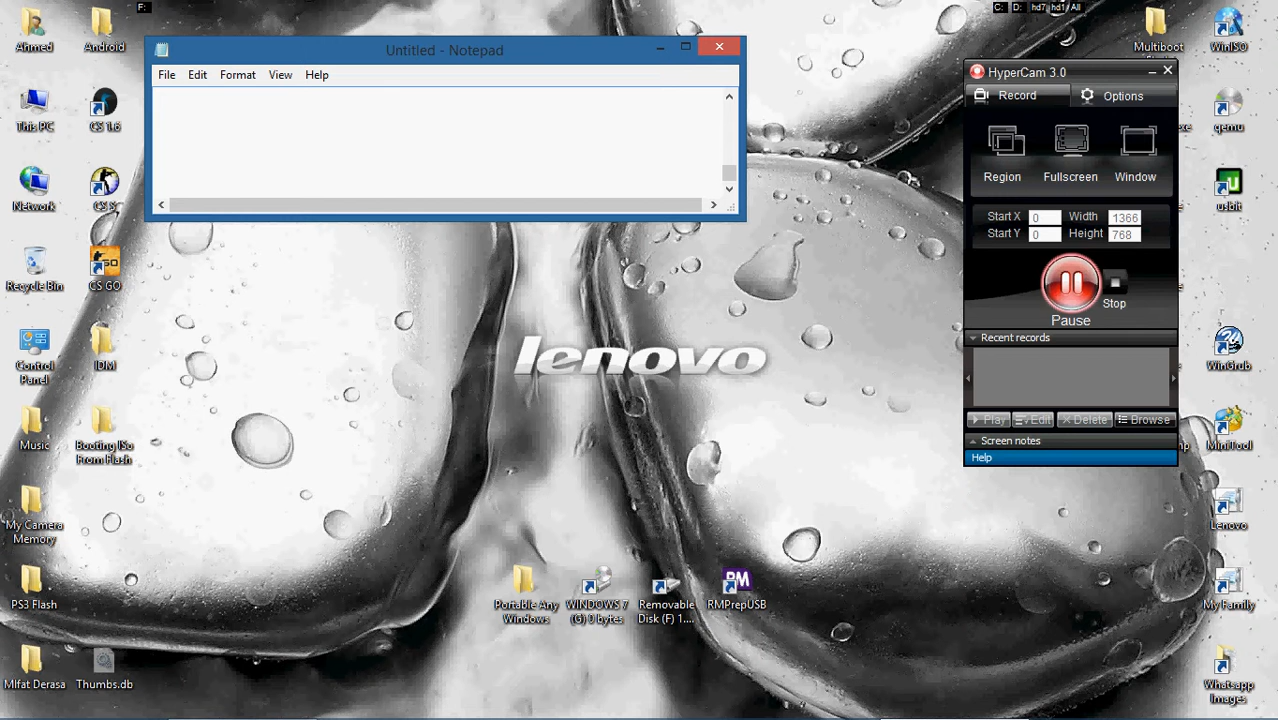 F:
C: D: hd7 hd1 All
Ahmed
Android
This PC
CS 1.6
Network
Recycle Bin
CS GO
Control
Panel
IDM
Music
Booting ISo
From Flash
My Camera
Memory
PS3 Flash
Mlfat Derasa
Thumbs.db
Untitled - Notepad
File Edit Format View Help
lenovo
Portable Any
Windows
WINDOWS 7
(G) 0 bytes
Removable
Disk (F) 1....
RM
RMPrepUSB
HyperCam 3.0
Record Options
Region Fullscreen Window
Start X 0 Width 1366
Start Y 0 Height 768
Stop
Pause
Recent records
Play Edit Delete Browse
Screen notes
Help
Multiboot
WinISO
qemu
usbit
WinGrub
MiniTool
Lenovo
My Family
Whatsapp
Images